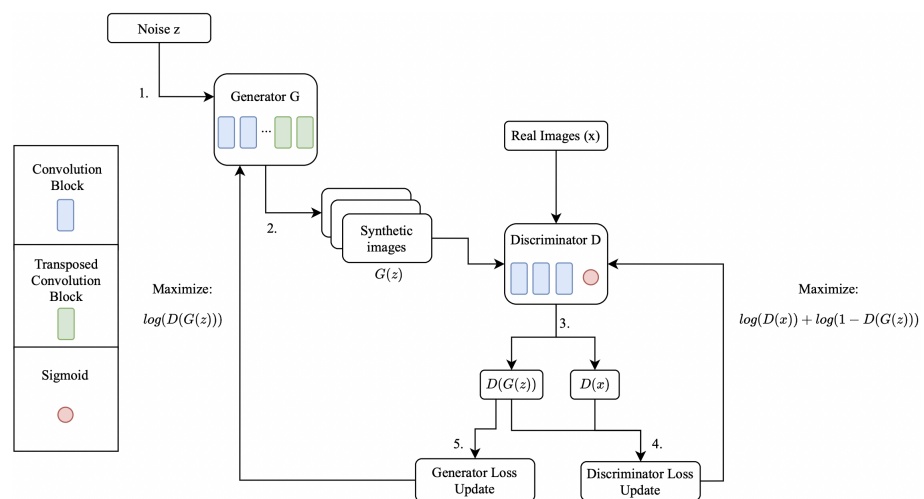 Noise z
1.
Generator G
...
Real Images (x)
Convolution
Block
2.
Synthetic
images
G(z)
Discriminator D
Transposed
Convolution
Block
Maximize:
log(D(G(z)))
Maximize:
log(D(x)) + log(1 − D(G(z)))
3.
Sigmoid
D(G(z))
D(x)
5.
4.
Generator Loss
Update
Discriminator Loss
Update